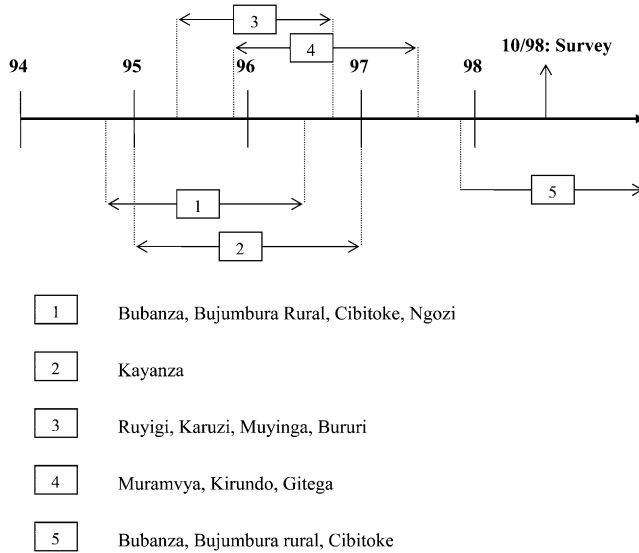 3
4
10/98: Survey
94 95 96 97 98
5
1
2
1 Bubanza, Bujumbura Rural, Cibitoke, Ngozi
2 Kayanza
3 Ruyigi, Karuzi, Muyinga, Bururi
4 Muramvya, Kirundo, Gitega
5 Bubanza, Bujumbura rural, Cibitoke